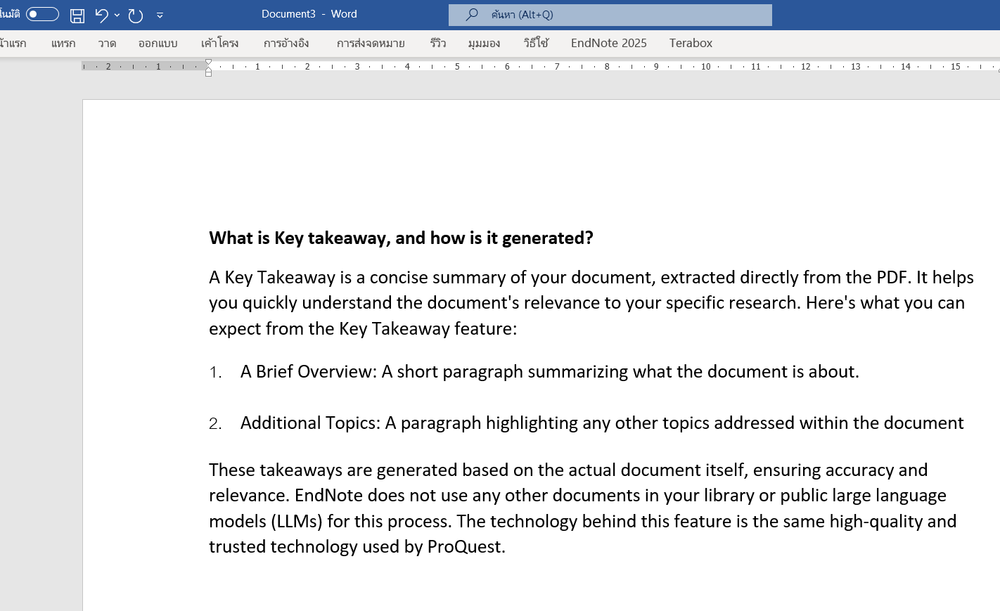 โนมัติ
Document3 - Word
ค้นหา (Alt+Q)
น้าแรก แทรก วาด ออกแบบ เค้าโครง การอ้างอิง การส่งจดหมาย รีวิว มุมมอง วิธีใช้ EndNote 2025 Terabox
2 1 1 2 3 4 5 6 7 8 9 10 11 12 13 14 15
What is Key takeaway, and how is it generated?
A Key Takeaway is a concise summary of your document, extracted directly from the PDF. It helps
you quickly understand the document's relevance to your specific research. Here's what you can
expect from the Key Takeaway feature:
1. A Brief Overview: A short paragraph summarizing what the document is about.
2. Additional Topics: A paragraph highlighting any other topics addressed within the document
These takeaways are generated based on the actual document itself, ensuring accuracy and
relevance. EndNote does not use any other documents in your library or public large language
models (LLMs) for this process. The technology behind this feature is the same high-quality and
trusted technology used by ProQuest.